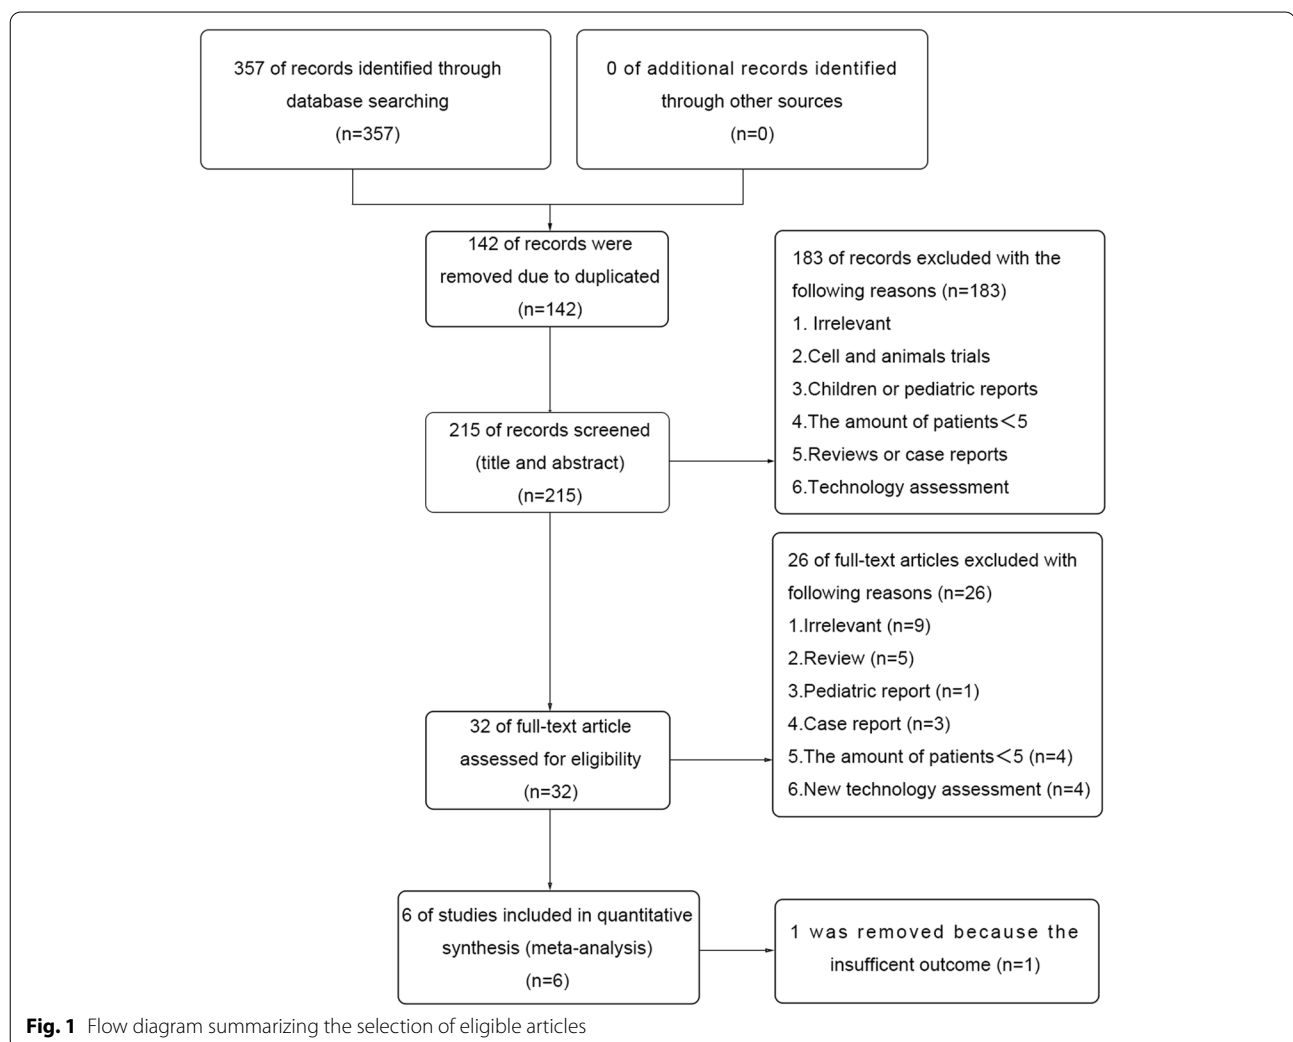 357 of records identified through
database searching
(n=357)
0 of additional records identified
through other sources
(n=0)
142 of records were
removed due to duplicated
(n=142)
183 of records excluded with the
following reasons (n=183)
1. Irrelevant
2.Cell and animals trials
3.Children or pediatric reports
4.The amount of patients<5
5.Reviews or case reports
6.Technology assessment
215 of records screened
(title and abstract)
(n=215)
26 of full-text articles excluded with
following reasons (n=26)
1.Irrelevant (n=9)
2.Review (n=5)
3.Pediatric report (n=1)
4.Case report (n=3)
5.The amount of patients<5 (n=4)
6.New technology assessment (n=4)
32 of full-text article
assessed for eligibility
(n=32)
6 of studies included in quantitative
synthesis (meta-analysis)
(n=6)
1 was removed because the
insufficent outcome (n=1)
Fig. 1 Flow diagram summarizing the selection of eligible articles